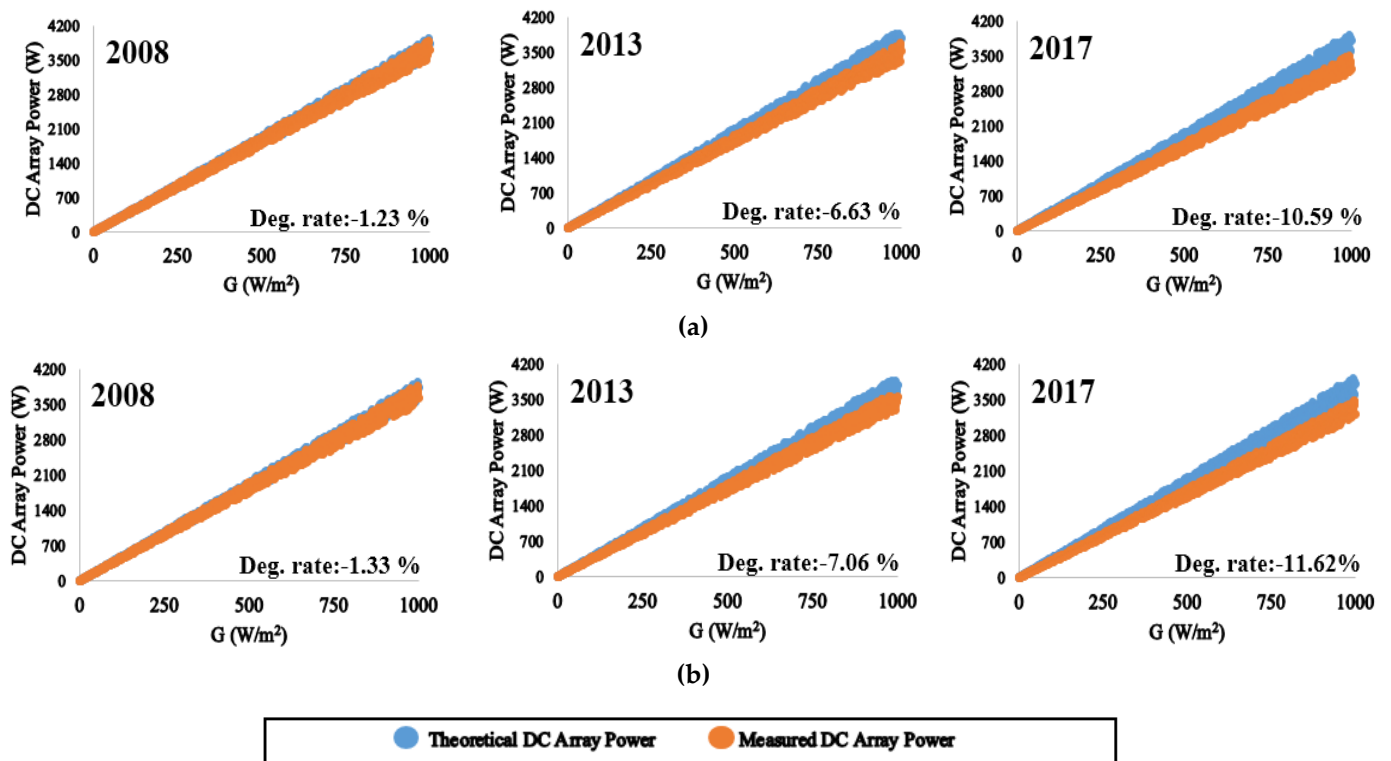 2008
DC Array Power (W)
4200
3500
2800
2100
1400
700
0
Deg. rate:-1.23 %
0 250 500 750 1000
G (W/m²)
2013
DC Array Power (W)
4200
3500
2800
2100
1400
700
0
Deg. rate:-6.63 %
0 250 500 750 1000
G (W/m²)
2017
DC Array Power (W)
4200
3500
2800
2100
1400
700
0
Deg. rate:-10.59 %
0 250 500 750 1000
G (W/m²)
(a)
2008
DC Array Power (W)
4200
3500
2800
2100
1400
700
0
Deg. rate:-1.33 %
0 250 500 750 1000
G (W/m²)
2013
DC Array Power (W)
4200
3500
2800
2100
1400
700
0
Deg. rate:-7.06 %
0 250 500 750 1000
G (W/m²)
2017
DC Array Power (W)
4200
3500
2800
2100
1400
700
0
Deg. rate:-11.62%
0 250 500 750 1000
G (W/m²)
(b)
Theoretical DC Array Power Measured DC Array Power